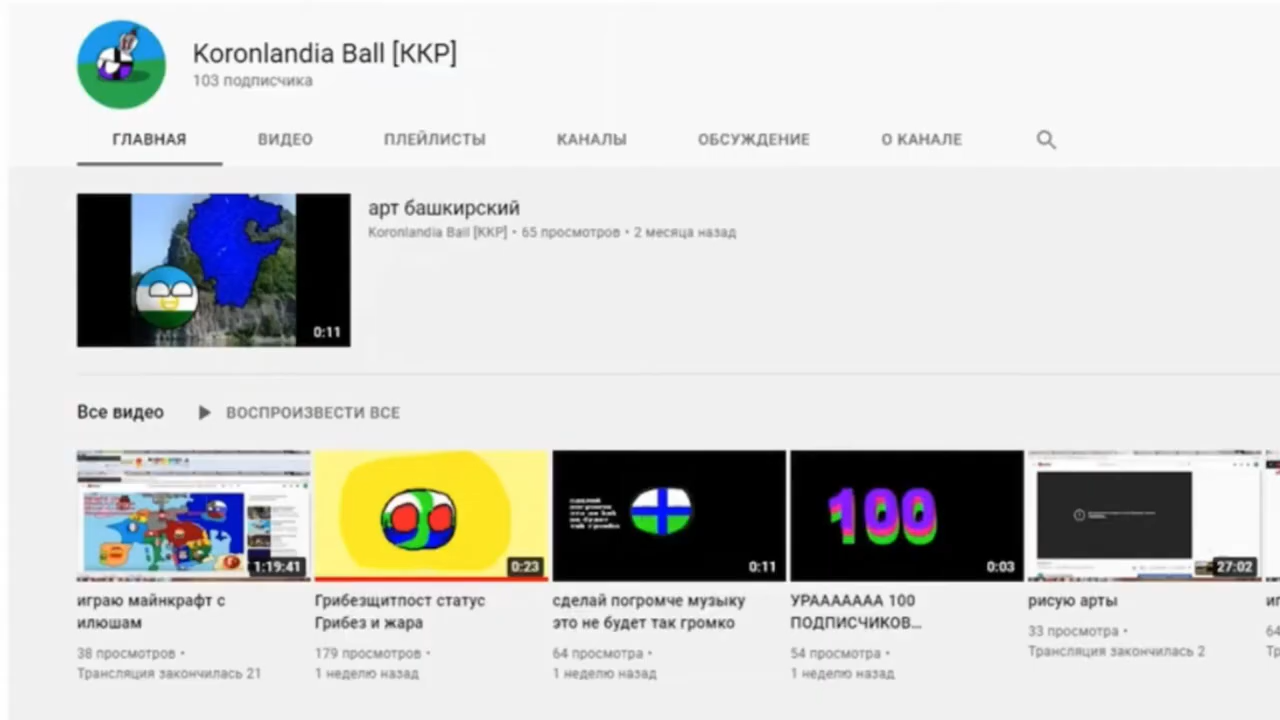 Koronlandia Ball [ККР]
103 подписчика
ГЛАВНАЯ ВИДЕО ПЛЕЙЛИСТЫ КАНАЛЫ ОБСУЖДЕНИЕ О КАНАЛЕ
арт башкирский
Koronlandia Ball [ККР] • 65 просмотров • 2 месяца назад
0:11
Все видео ВОСПРОИЗВЕСТИ ВСЕ
100
1:19:41 0:23 0:11 0:03 27:02
играю майнкрафт с
илюшам
38 просмотров •
Трансляция закончилась 21
Грибезщитпост статус
Грибез и жара
179 просмотров •
1 неделю назад
сделай погромче музыку
это не будет так громко
64 просмотра •
1 неделю назад
УРААААААА 100
ПОДПИСЧИКОВ...
54 просмотра •
1 неделю назад
рисую арты
33 просмотра •
Трансляция закончилась 2